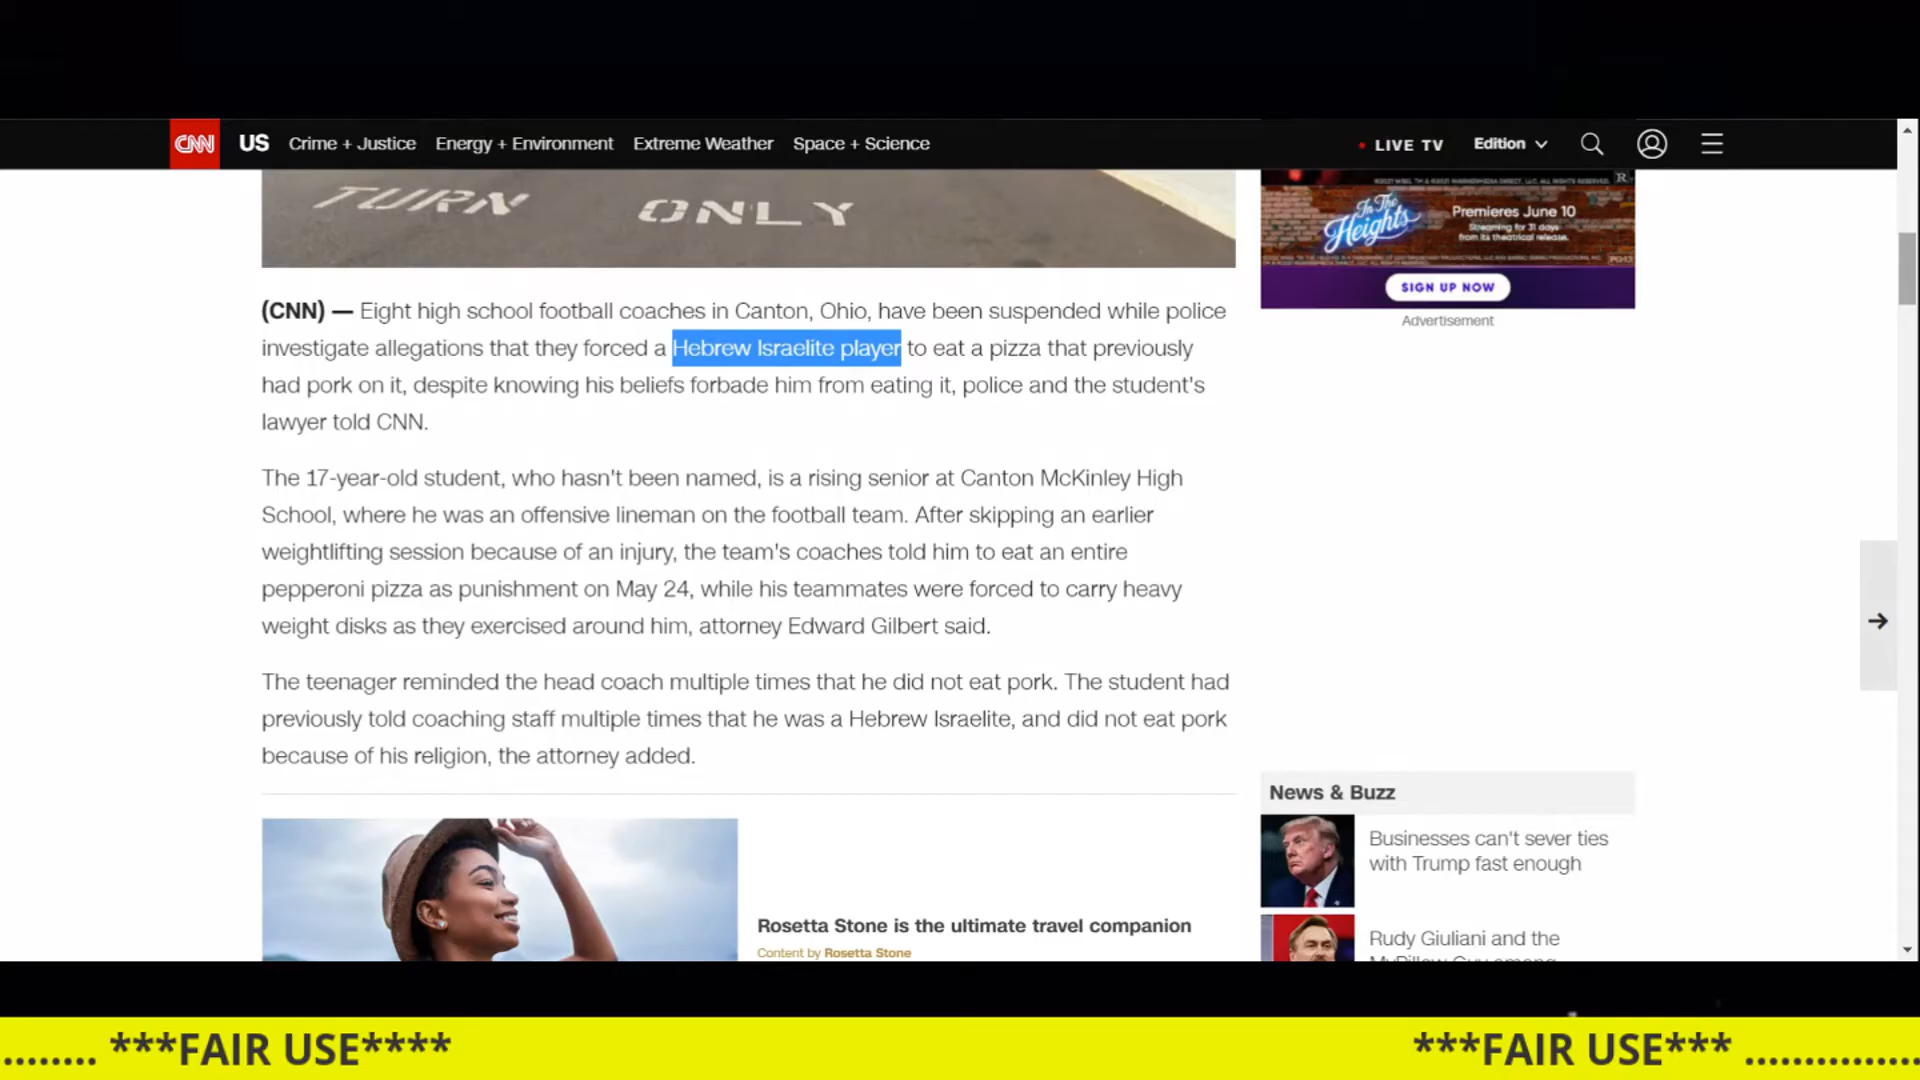 CNN US Crime + Justice Energy + Environment Extreme Weather Space + Science LIVE TV Edition
TURN ONLY
R
In The Heights
Premieres June 10
Streaming for 31 days
from its theatrical release.
SIGN UP NOW
Advertisement
(CNN) — Eight high school football coaches in Canton, Ohio, have been suspended while police
investigate allegations that they forced a Hebrew Israelite player to eat a pizza that previously
had pork on it, despite knowing his beliefs forbade him from eating it, police and the student's
lawyer told CNN.
The 17-year-old student, who hasn't been named, is a rising senior at Canton McKinley High
School, where he was an offensive lineman on the football team. After skipping an earlier
weightlifting session because of an injury, the team's coaches told him to eat an entire
pepperoni pizza as punishment on May 24, while his teammates were forced to carry heavy
weight disks as they exercised around him, attorney Edward Gilbert said.
The teenager reminded the head coach multiple times that he did not eat pork. The student had
previously told coaching staff multiple times that he was a Hebrew Israelite, and did not eat pork
because of his religion, the attorney added.
Rosetta Stone is the ultimate travel companion
Content by Rosetta Stone
News & Buzz
Businesses can't sever ties
with Trump fast enough
Rudy Giuliani and the
........ ***FAIR USE**** ***FAIR USE*** ..............